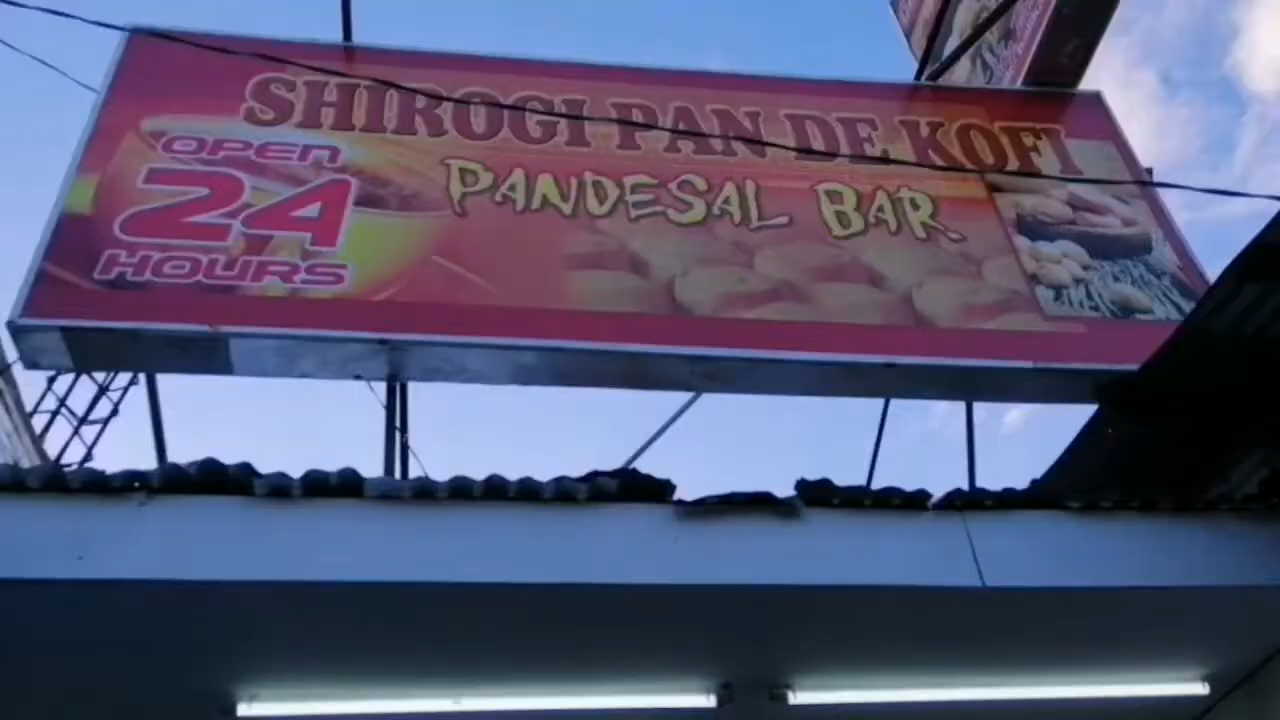 SHIROGI PAN DE KOFI
OPEN
24
HOURS
PANDESAL BAR